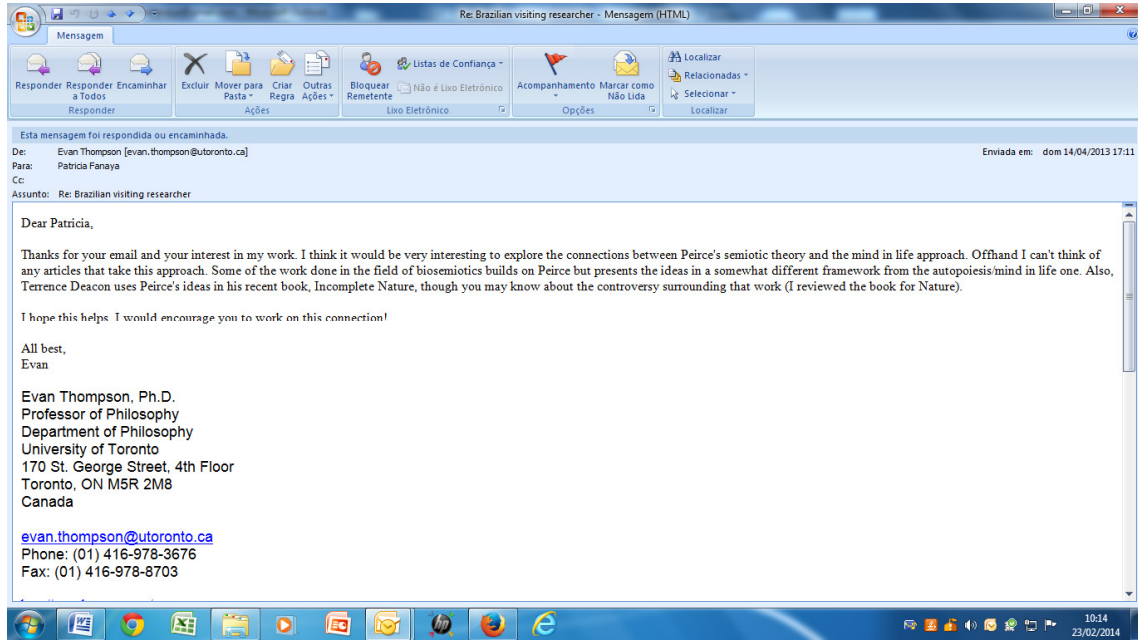 Re: Brazilian visiting researcher - Mensagem (HTML)
Mensagem
Responder Responder a Todos Encaminhar
Excluir Mover para Pasta Criar Regra Outras Ações
Bloquear Remetente
Listas de Confiança
Não é Lixo Eletrônico
Acompanhamento Marcar como Não Lida
Localizar
Relacionadas
Selecionar
Responder Ações Lixo Eletrônico Opções Localizar
Esta mensagem foi respondida ou encaminhada.
De: Evan Thompson [evan.thompson@utoronto.ca] Enviada em: dom 14/04/2013 17:11
Para: Patricia Fanaya
Cc:
Assunto: Re: Brazilian visiting researcher
Dear Patricia,
Thanks for your email and your interest in my work. I think it would be very interesting to explore the connections between Peirce's semiotic theory and the mind in life approach. Offhand I can't think of
any articles that take this approach. Some of the work done in the field of biosemiotics builds on Peirce but presents the ideas in a somewhat different framework from the autopoiesis/mind in life one. Also,
Terrence Deacon uses Peirce's ideas in his recent book, Incomplete Nature, though you may know about the controversy surrounding that work (I reviewed the book for Nature).
I hope this helps. I would encourage you to work on this connection!
All best,
Evan
Evan Thompson, Ph.D.
Professor of Philosophy
Department of Philosophy
University of Toronto
170 St. George Street, 4th Floor
Toronto, ON M5R 2M8
Canada
evan.thompson@utoronto.ca
Phone: (01) 416-978-3676
Fax: (01) 416-978-8703
10:14
23/02/2014